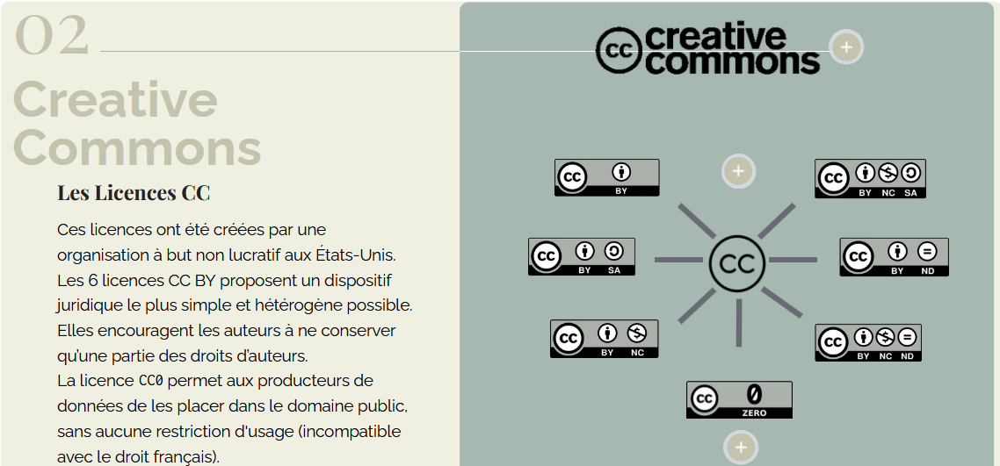 02
Creative
Commons
Les Licences CC
Ces licences ont été créées par une
organisation à but non lucratif aux États-Unis.
Les 6 licences CC BY proposent un dispositif
juridique le plus simple et hétérogène possible.
Elles encouragent les auteurs à ne conserver
qu'une partie des droits d'auteurs.
La licence CC0 permet aux producteurs de
données de les placer dans le domaine public,
sans aucune restriction d'usage (incompatible
avec le droit français).
cc creative
commons
+
+
cc
BY
cc
BY NC SA
cc
BY SA
CC
cc
BY ND
cc
BY NC
cc
BY NC ND
cc 0
ZERO
+